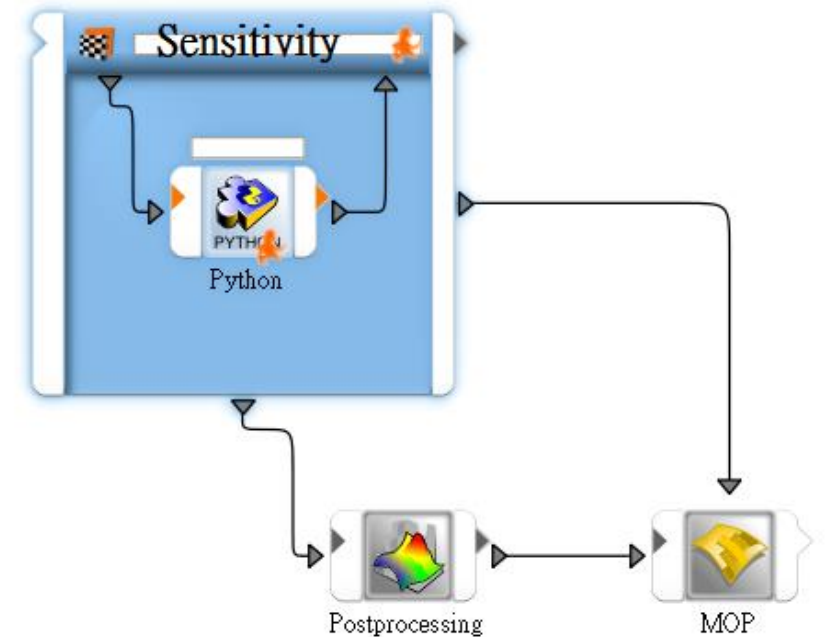 Sensitivity
PYTHON
Python
Postprocessing
MOP